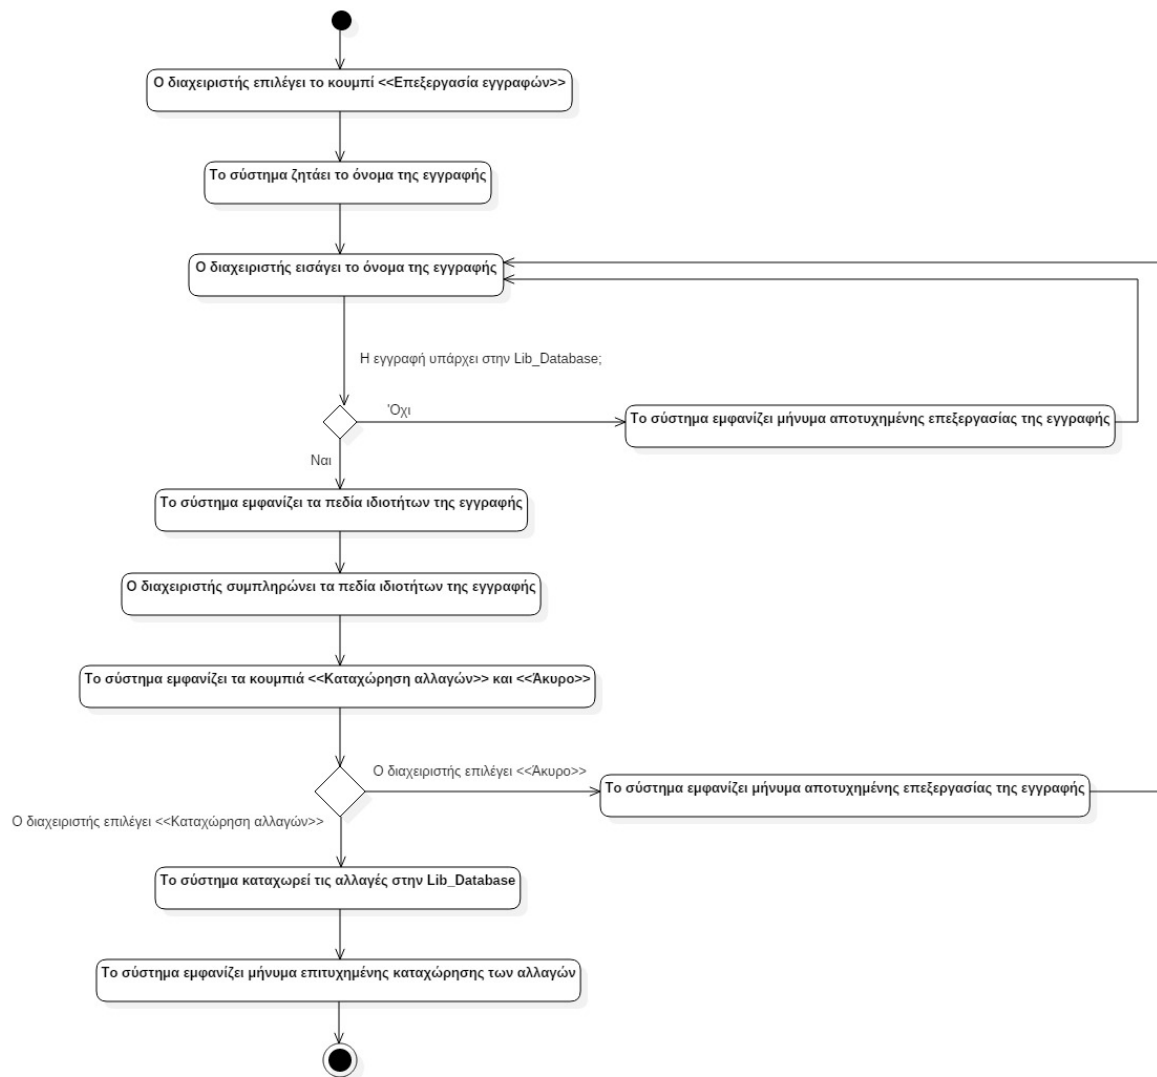 Ο διαχειριστής επιλέγει το κουμπί <<Επεξεργασία εγγραφών>>
Το σύστημα ζητάει το όνομα της εγγραφής
Ο διαχειριστής εισάγει το όνομα της εγγραφής
Η εγγραφή υπάρχει στην Lib_Database;
'Όχι
Το σύστημα εμφανίζει μήνυμα αποτυχημένης επεξεργασίας της εγγραφής
Ναι
Το σύστημα εμφανίζει τα πεδία ιδιοτήτων της εγγραφής
Ο διαχειριστής συμπληρώνει τα πεδία ιδιοτήτων της εγγραφής
Το σύστημα εμφανίζει τα κουμπιά <<Καταχώρηση αλλαγών>> και <<Άκυρο>>
Ο διαχειριστής επιλέγει <<Άκυρο>>
Το σύστημα εμφανίζει μήνυμα αποτυχημένης επεξεργασίας της εγγραφής
Ο διαχειριστής επιλέγει <<Καταχώρηση αλλαγών>>
Το σύστημα καταχωρεί τις αλλαγές στην Lib_Database
Το σύστημα εμφανίζει μήνυμα επιτυχημένης καταχώρησης των αλλαγών